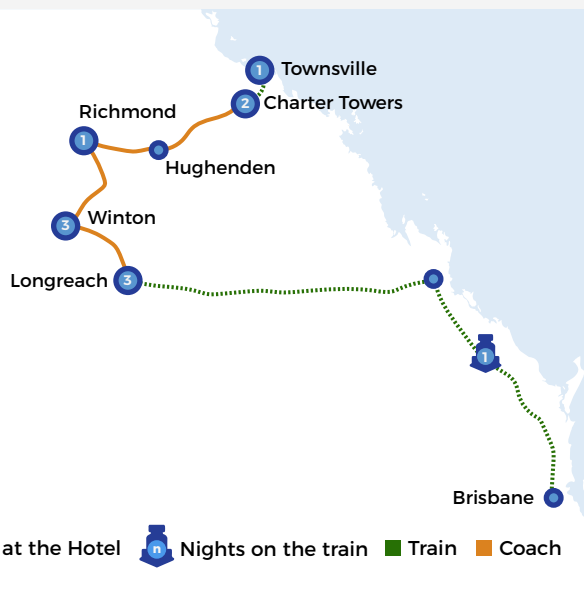 1 Townsville
2 Charter Towers
Richmond
1
Hughenden
3 Winton
Longreach 3
1
Brisbane
at the Hotel n Nights on the train Train Coach